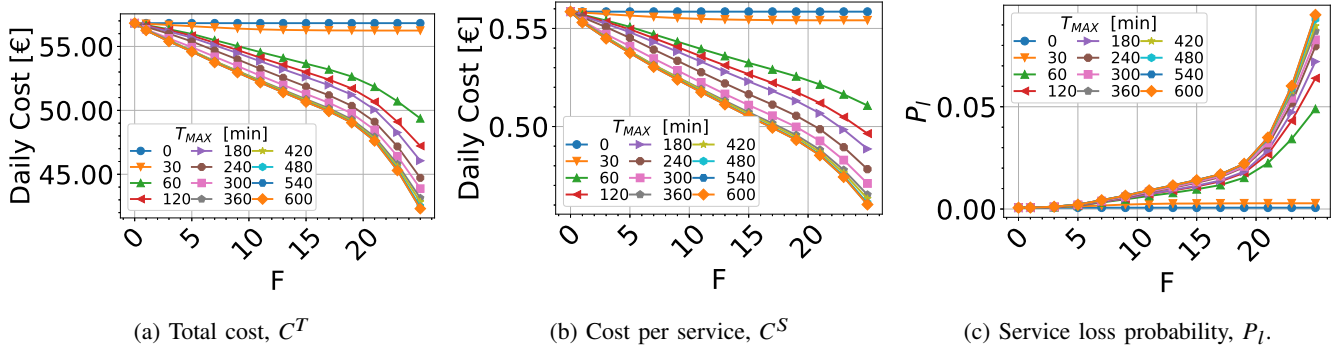 Daily Cost [€]
55.00
50.00
45.00
T_MAX [min]
0 180 420
30 240 480
60 300 540
120 360 600
0 5 10 15 20
F
(a) Total cost, C^T
Daily Cost [€]
0.55
0.50
T_MAX [min]
0 180 420
30 240 480
60 300 540
120 360 600
0 5 10 15 20
F
(b) Cost per service, C^S
P_l
0.05
0.00
T_MAX [min]
0 180 420
30 240 480
60 300 540
120 360 600
0 5 10 15 20
F
(c) Service loss probability, P_l.